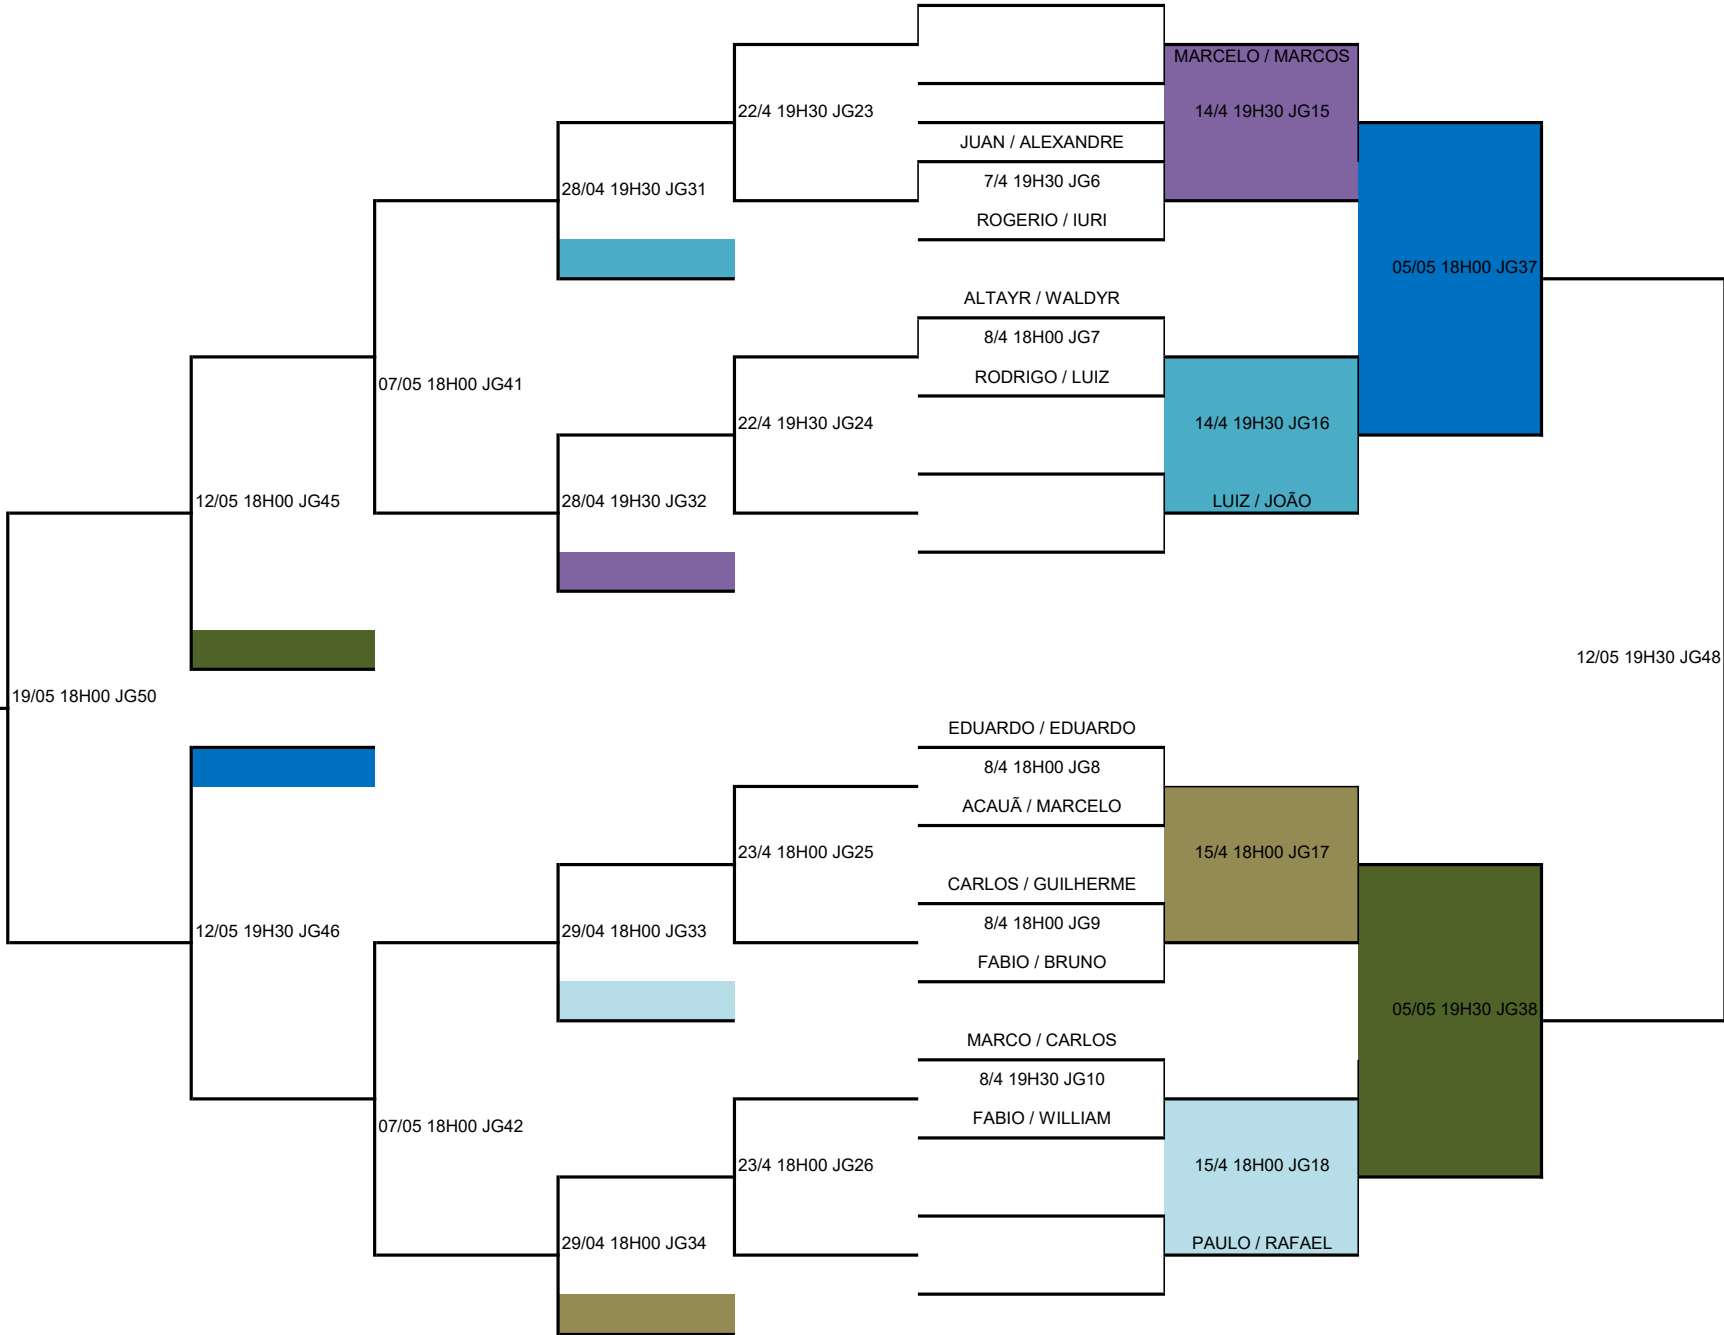 MARCELO / MARCOS
22/4 19H30 JG23
14/4 19H30 JG15
JUAN / ALEXANDRE
28/04 19H30 JG31
7/4 19H30 JG6
ROGERIO / IURI
05/05 18H00 JG37
ALTAYR / WALDYR
8/4 18H00 JG7
07/05 18H00 JG41
RODRIGO / LUIZ
22/4 19H30 JG24
14/4 19H30 JG16
12/05 18H00 JG45
28/04 19H30 JG32
LUIZ / JOÃO
12/05 19H30 JG48
19/05 18H00 JG50
EDUARDO / EDUARDO
8/4 18H00 JG8
ACAUÃ / MARCELO
23/4 18H00 JG25
15/4 18H00 JG17
CARLOS / GUILHERME
12/05 19H30 JG46
29/04 18H00 JG33
8/4 18H00 JG9
FABIO / BRUNO
05/05 19H30 JG38
MARCO / CARLOS
8/4 19H30 JG10
07/05 18H00 JG42
FABIO / WILLIAM
23/4 18H00 JG26
15/4 18H00 JG18
29/04 18H00 JG34
PAULO / RAFAEL